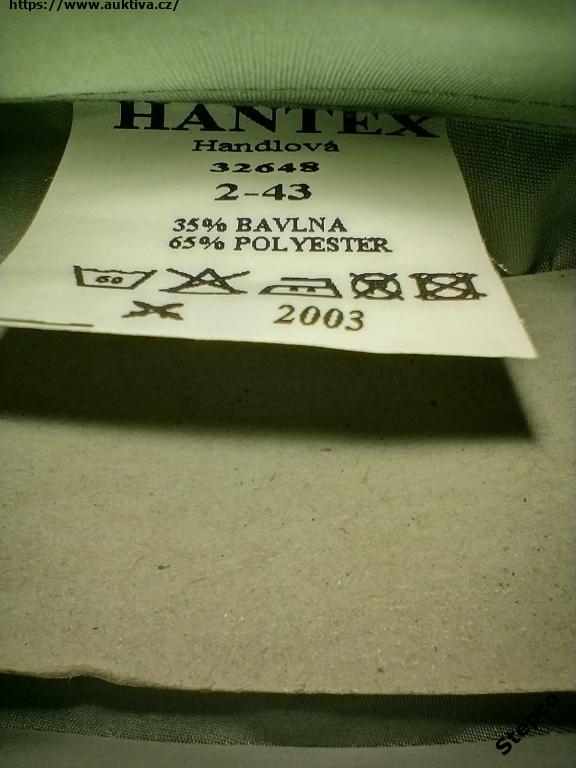 https://www.auktiva.cz/
HANTEX
Handlová
32648
2-43
35% BAVLNA
65% POLYESTER
60
2003
Stepco